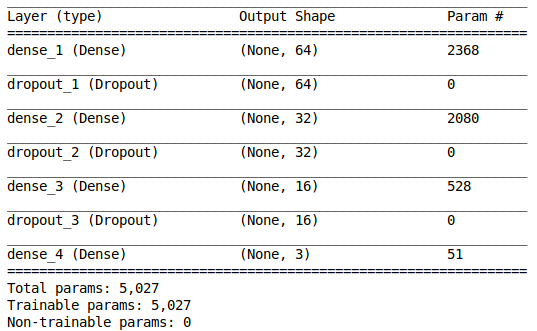 Layer (type) Output Shape Param #
dense_1 (Dense) (None, 64) 2368
dropout_1 (Dropout) (None, 64) 0
dense_2 (Dense) (None, 32) 2080
dropout_2 (Dropout) (None, 32) 0
dense_3 (Dense) (None, 16) 528
dropout_3 (Dropout) (None, 16) 0
dense_4 (Dense) (None, 3) 51
Total params: 5,027
Trainable params: 5,027
Non-trainable params: 0